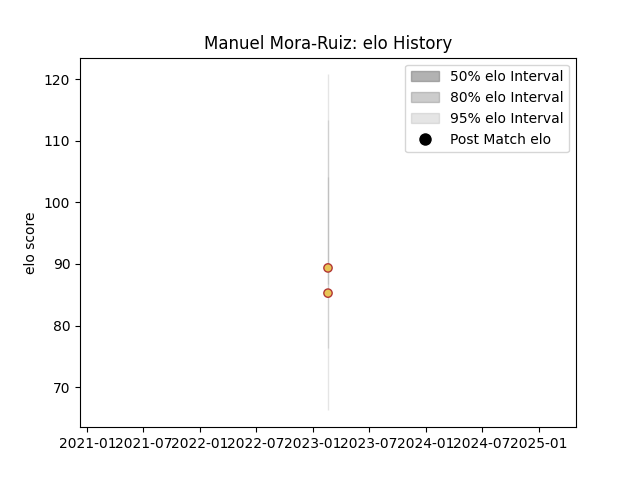 Manuel Mora-Ruiz: elo History
50% elo Interval
80% elo Interval
95% elo Interval
Post Match elo
elo score
120
110
100
90
80
70
2021-01 2021-07 2022-01 2022-07 2023-01 2023-07 2024-01 2024-07 2025-01